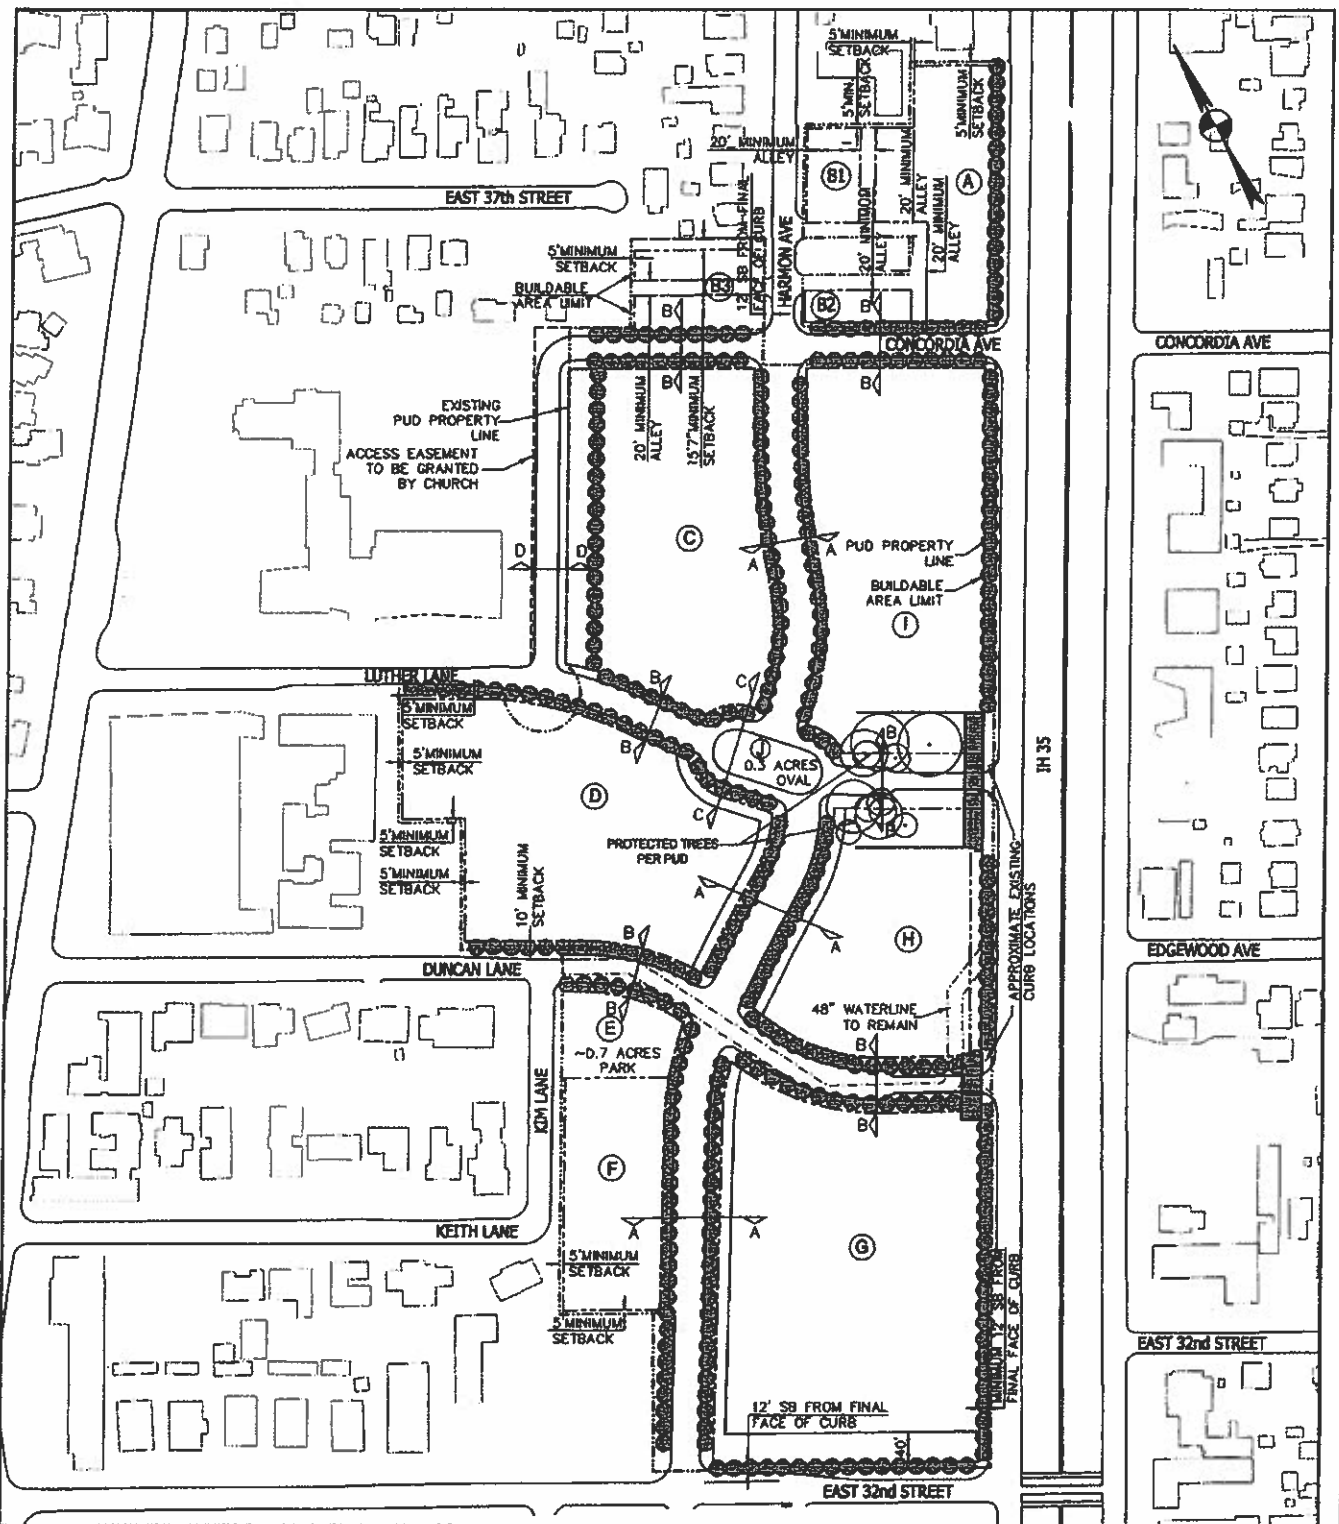 5'MINIMUM
SETBACK
5'MIN.
SETBACK
5'MINIMUM
SETBACK
20' MINIMUM
ALLEY
B1
A
20' MINIMUM
ALLEY
20' MINIMUM
ALLEY
20' MINIMUM
ALLEY
EAST 37th STREET
12' SB FROM FINAL
FACE OF CURB
HARMON AVE
5'MINIMUM
SETBACK
BUILDABLE
AREA LIMIT
B3
B2
B
B
CONCORDIA AVE
CONCORDIA AVE
B
B
EXISTING
PUD PROPERTY
LINE
20' MINIMUM
ALLEY
15'7"MINIMUM
SETBACK
ACCESS EASEMENT
TO BE GRANTED
BY CHURCH
C
D
D
A
A
PUD PROPERTY
LINE
BUILDABLE
AREA LIMIT
I
LUTHER LANE
B
C
5'MINIMUM
SETBACK
B
J
0.3 ACRES
OVAL
B
IH 35
5'MINIMUM
SETBACK
D
C
B
5'MINIMUM
SETBACK
PROTECTED TREES
PER PUD
5'MINIMUM
SETBACK
10' MINIMUM
SETBACK
A
A
B
H
APPROXIMATE EXISTING
CURB LOCATIONS
EDGEWOOD AVE
DUNCAN LANE
48" WATERLINE
TO REMAIN
B
E
~0.7 ACRES
PARK
B
KIM LANE
B
F
A
A
KEITH LANE
G
5'MINIMUM
SETBACK
MINIMUM 12' SB FROM
FINAL FACE OF CURB
5'MINIMUM
SETBACK
EAST 32nd STREET
12' SB FROM FINAL
FACE OF CURB
40'
EAST 32nd STREET